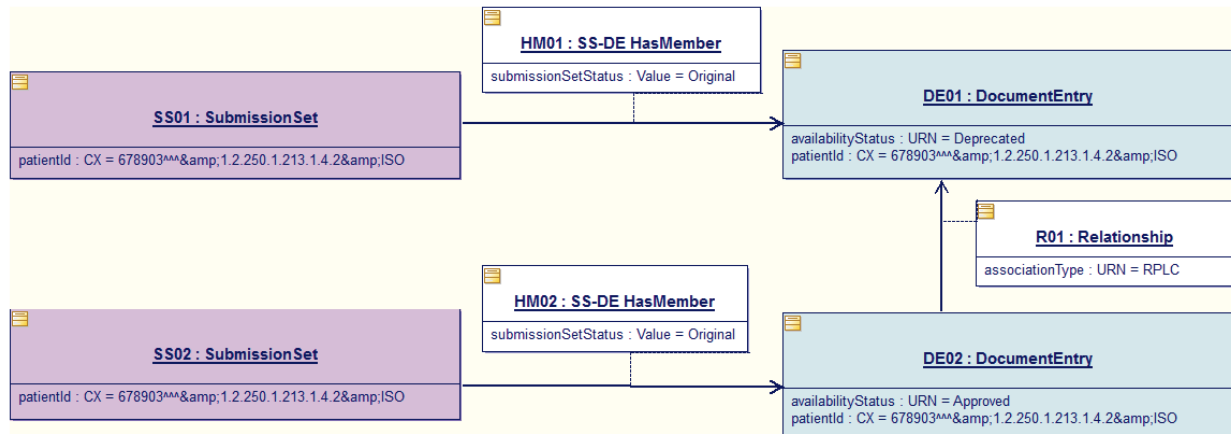 HM01 : SS-DE HasMember
submissionSetStatus : Value = Original
SS01 : SubmissionSet
patientId : CX = 678903^^^&amp;1.2.250.1.213.1.4.2&amp;ISO
DE01 : DocumentEntry
availabilityStatus : URN = Deprecated
patientId : CX = 678903^^^&amp;1.2.250.1.213.1.4.2&amp;ISO
R01 : Relationship
associationType : URN = RPLC
HM02 : SS-DE HasMember
submissionSetStatus : Value = Original
SS02 : SubmissionSet
patientId : CX = 678903^^^&amp;1.2.250.1.213.1.4.2&amp;ISO
DE02 : DocumentEntry
availabilityStatus : URN = Approved
patientId : CX = 678903^^^&amp;1.2.250.1.213.1.4.2&amp;ISO